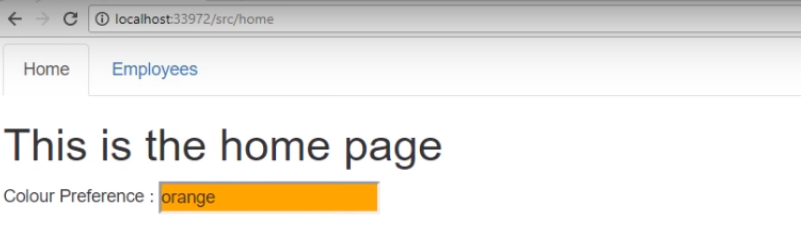 localhost:33972/src/home
Home Employees
This is the home page
Colour Preference : orange